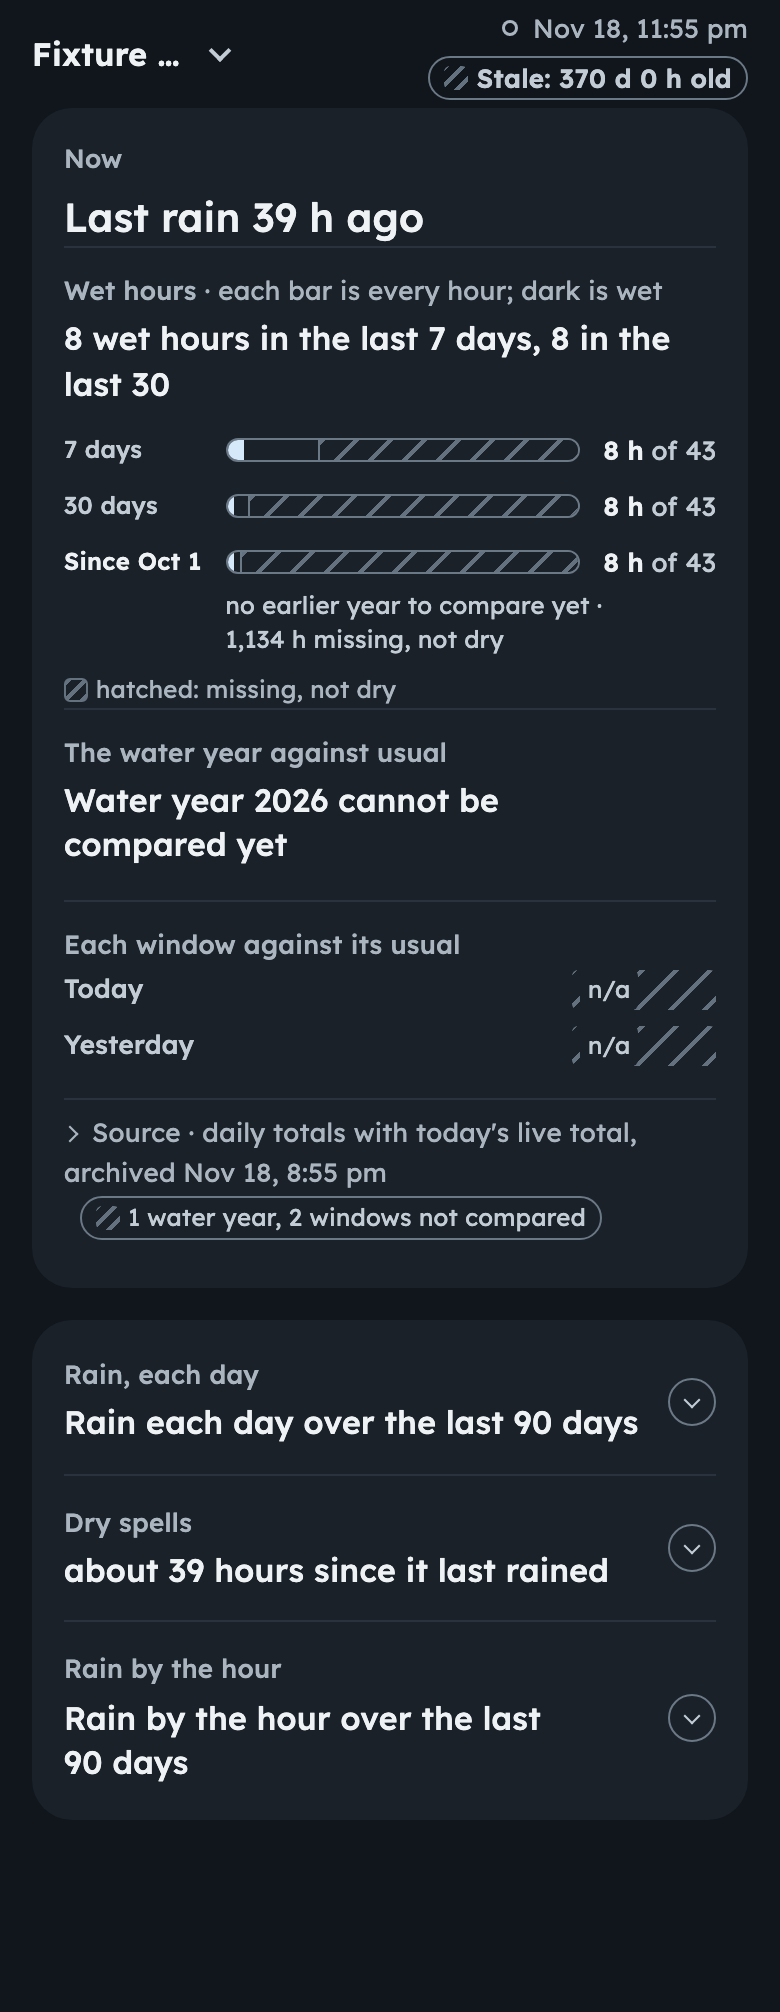 Fixture ...
Nov 18, 11:55 pm
Stale: 370 d 0 h old
Now
Last rain 39 h ago
Wet hours · each bar is every hour; dark is wet
8 wet hours in the last 7 days, 8 in the
last 30
7 days 8 h of 43
30 days 8 h of 43
Since Oct 1 8 h of 43
no earlier year to compare yet ·
1,134 h missing, not dry
hatched: missing, not dry
The water year against usual
Water year 2026 cannot be
compared yet
Each window against its usual
Today n/a
Yesterday n/a
Source · daily totals with today's live total,
archived Nov 18, 8:55 pm
1 water year, 2 windows not compared
Rain, each day
Rain each day over the last 90 days
Dry spells
about 39 hours since it last rained
Rain by the hour
Rain by the hour over the last
90 days